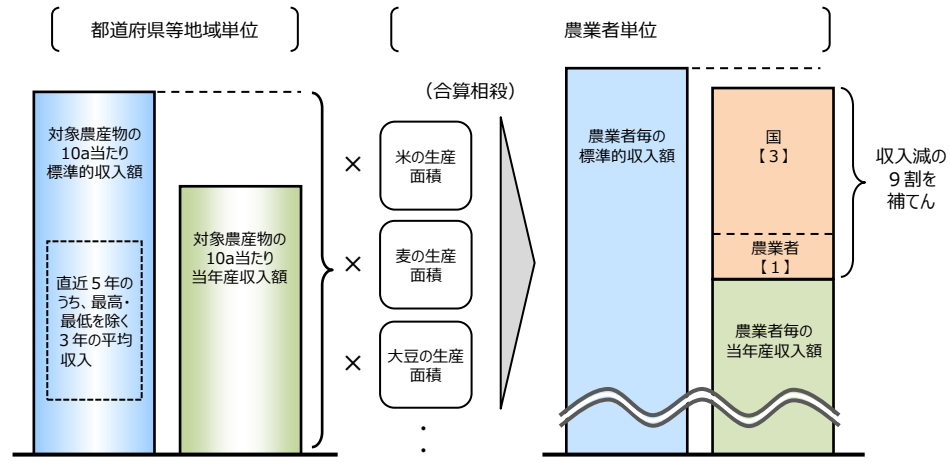 都道府県等地域単位
農業者単位
対象農産物の
10a当たり
標準的収入額
直近５年の
うち、最高・
最低を除く
３年の平均
収入
対象農産物の
10a当たり
当年産収入額
（合算相殺）
×
米の生産
面積
×
麦の生産
面積
×
大豆の生産
面積
・
・
農業者毎の
標準的収入額
国
【３】
農業者
【１】
農業者毎の
当年産収入額
収入減の
９割を
補てん